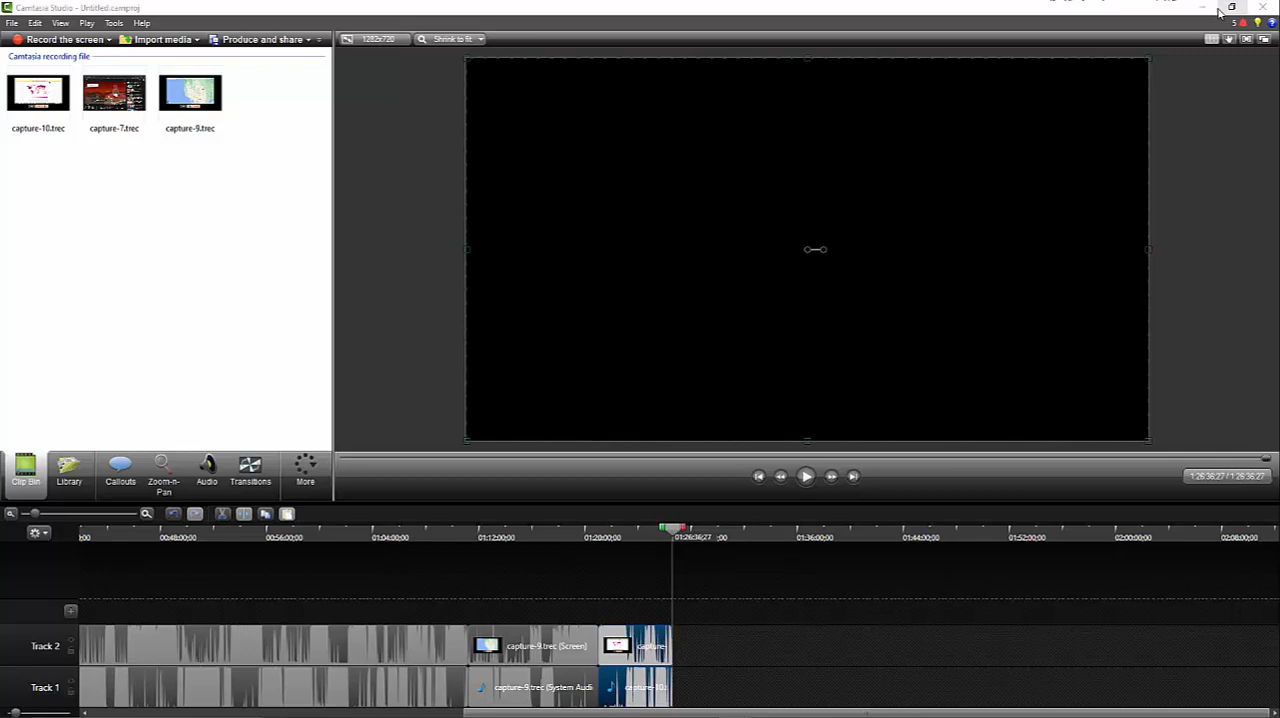 Camtasia Studio - Untitled.camproj
File Edit View Play Tools Help
5
Record the screen Import media Produce and share
1282x720 Shrink to fit
Camtasia recording file
capture-10.trec capture-7.trec capture-9.trec
Clip Bin Library Callouts Zoom-n-Pan Audio Transitions More
1:26:36;27 / 1:26:36;27
00:48:00;00 00:56:00;00 01:04:00;00 01:12:00;00 01:20:00;00 01:26:36;27 ;00 01:36:00;00 01:44:00;00 01:52:00;00 02:00:00;00 02:08:00;00
Track 2 capture-9.trec (Screen) capture-
Track 1 capture-9.trec (System Audi capture-10.